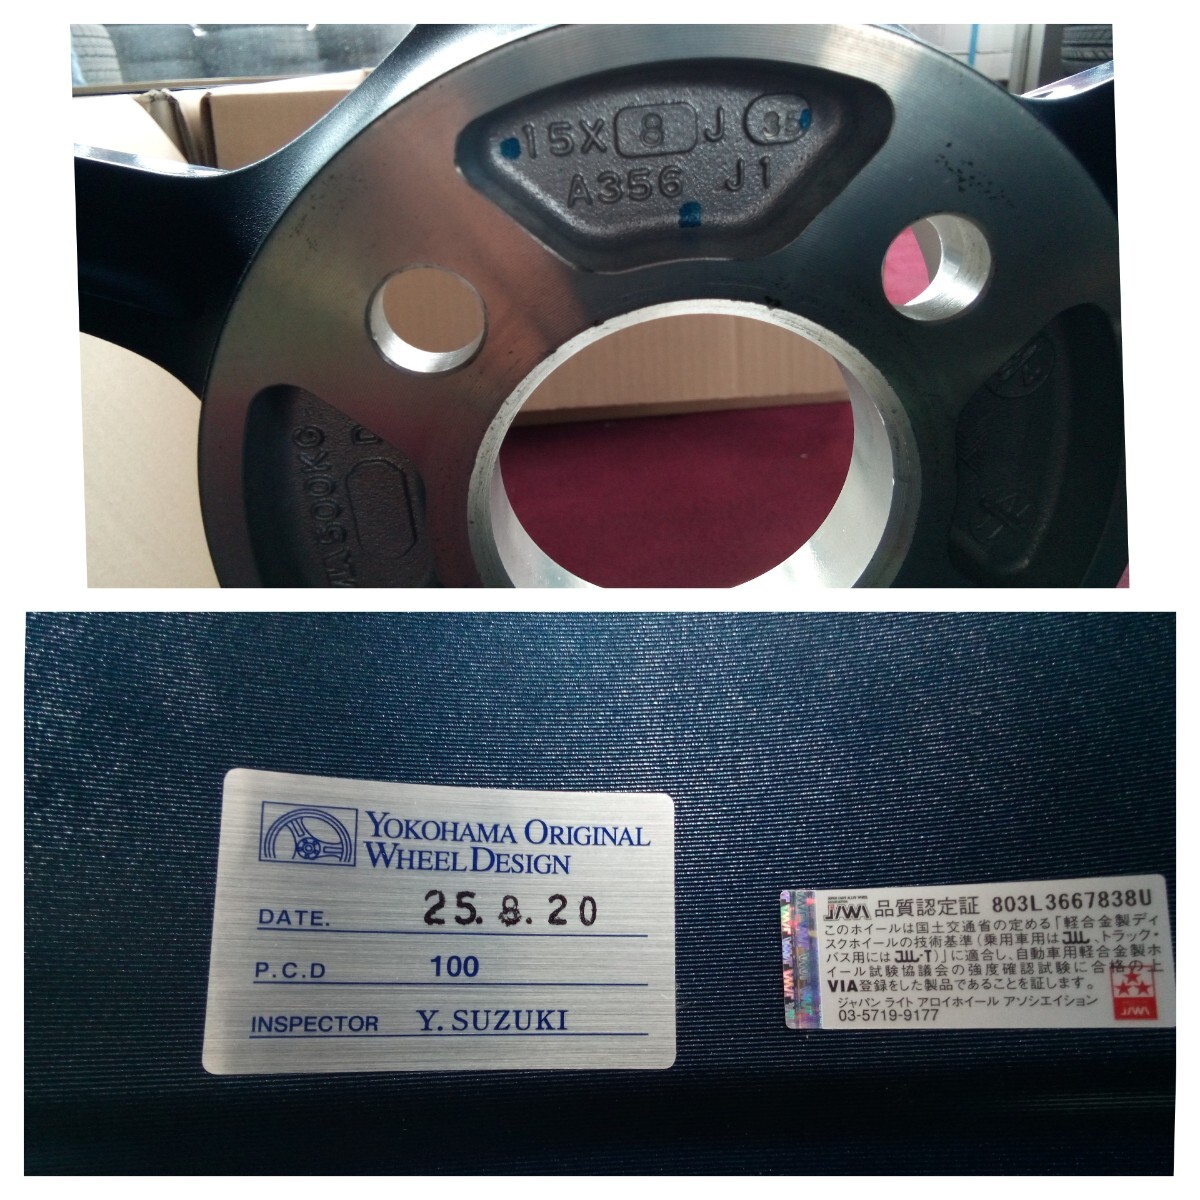 15X 8 J 35
A356 J1
YOKOHAMA ORIGINAL
WHEEL DESIGN
DATE. 25.8.20
P.C.D 100
INSPECTOR Y. SUZUKI
JAWA 品質認定証 803L3667838U
このホイールは国土交通省の定める「軽合金製ディ
スクホイールの技術基準(乗用車用はJWL、トラック・
バス用にはJWL-T)」に適合し、自動車用軽合金製ホ
イール試験協議会の強度確認試験に合格の上
VIA登録をした製品であることを証します。
ジャパン ライト アロイホイール アソシエイション
03-5719-9177
JAWA